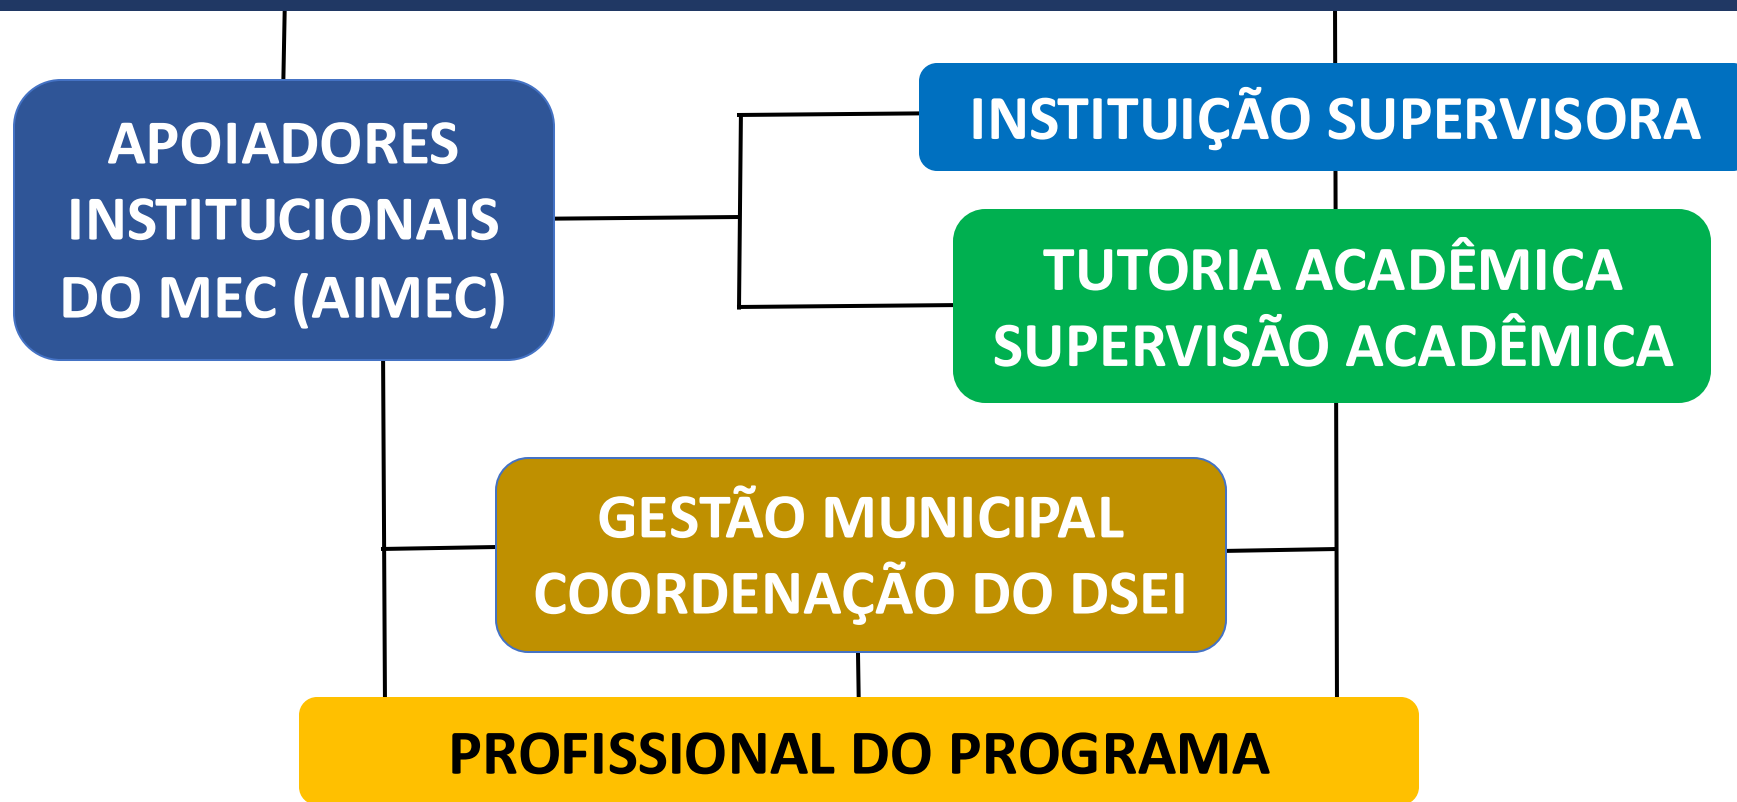 APOIADORES
INSTITUCIONAIS
DO MEC (AIMEC)
INSTITUIÇÃO SUPERVISORA
TUTORIA ACADÊMICA
SUPERVISÃO ACADÊMICA
GESTÃO MUNICIPAL
COORDENAÇÃO DO DSEI
PROFISSIONAL DO PROGRAMA